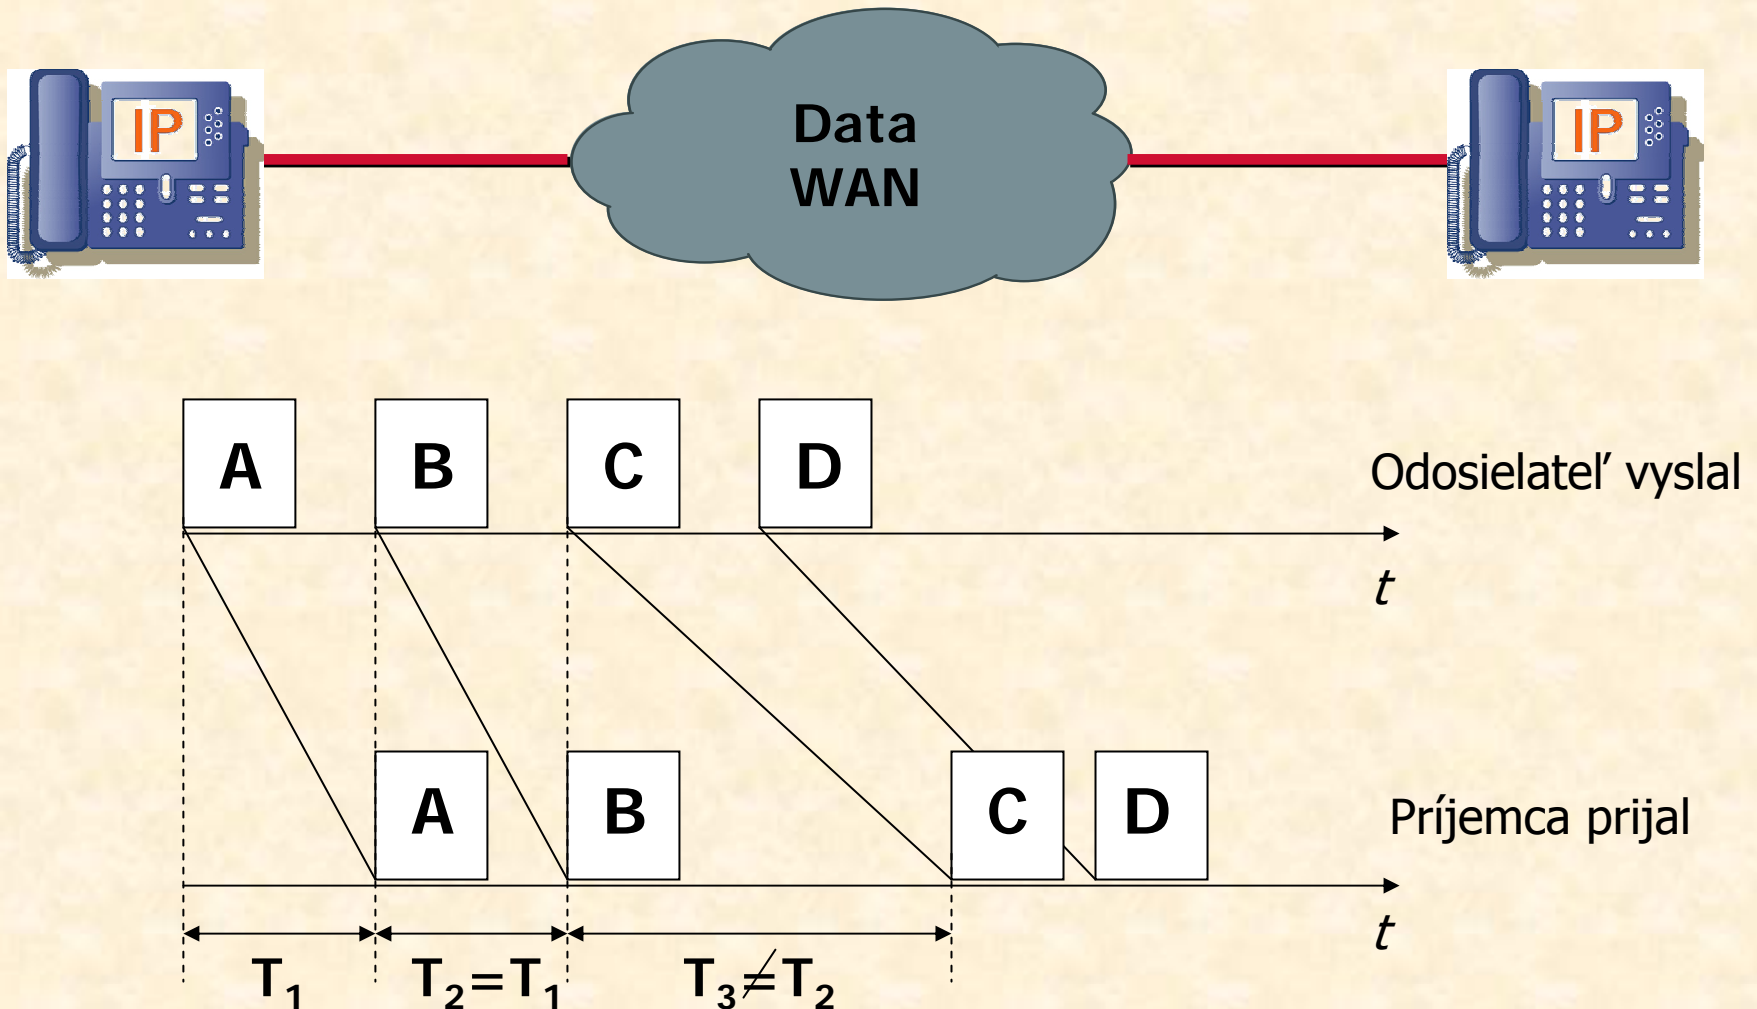 IP
Data
WAN
IP
A B C D
Odosielateľ vyslal
t
A B C D
Príjemca prijal
t
T₁ T₂=T₁ T₃≠T₂